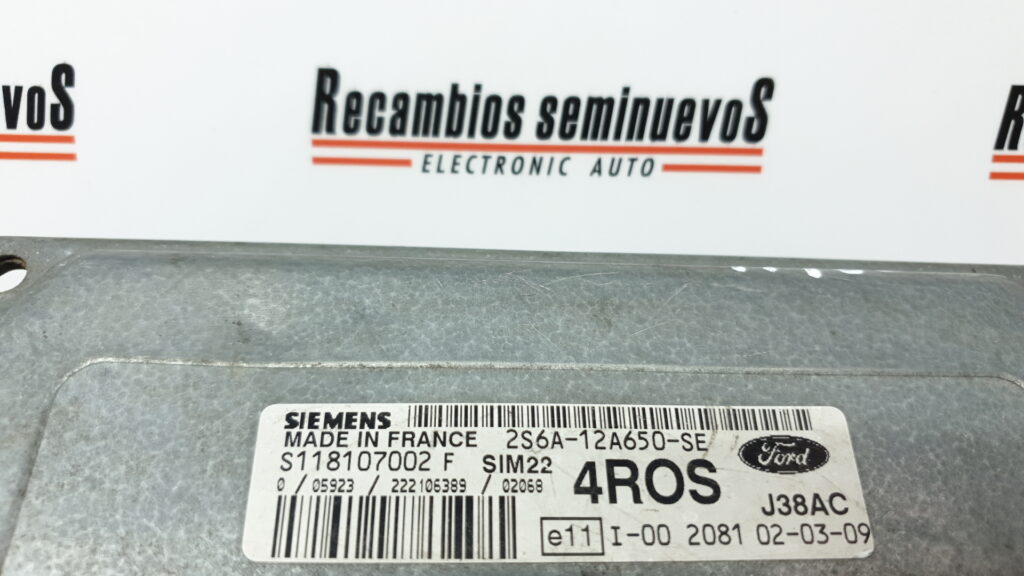 voS
Recambios seminuevoS
ELECTRONIC AUTO
R
SIEMENS
MADE IN FRANCE 2S6A-12A650-SE
S118107002 F SIM22 4ROS Ford
0 / 05923 / 222106389 / 02068
J38AC
e11 I-00 2081 02-03-09